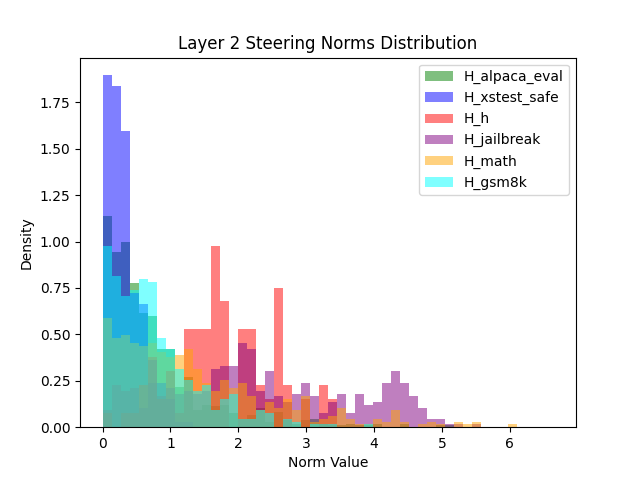 Layer 2 Steering Norms Distribution
H_alpaca_eval
H_xstest_safe
H_h
H_jailbreak
H_math
H_gsm8k
Density
1.75
1.50
1.25
1.00
0.75
0.50
0.25
0.00
0 1 2 3 4 5 6
Norm Value